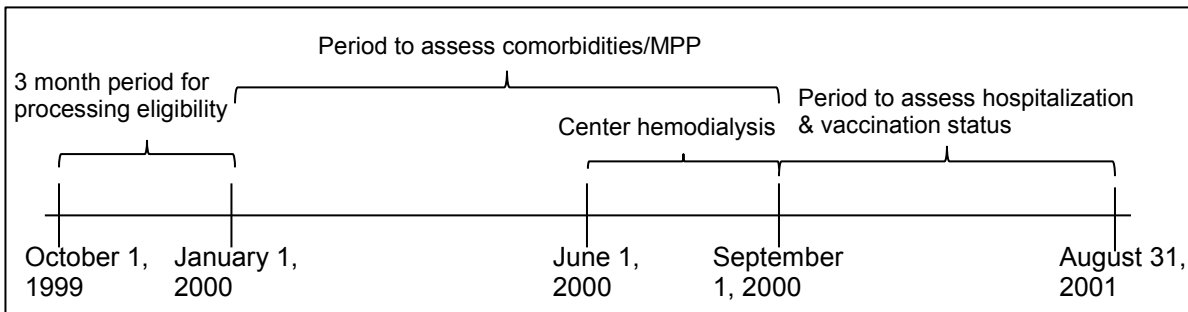 Period to assess comorbidities/MPP
3 month period for
processing eligibility
Period to assess hospitalization
& vaccination status
Center hemodialysis
October 1,
1999
January 1,
2000
June 1,
2000
September
1, 2000
August 31,
2001